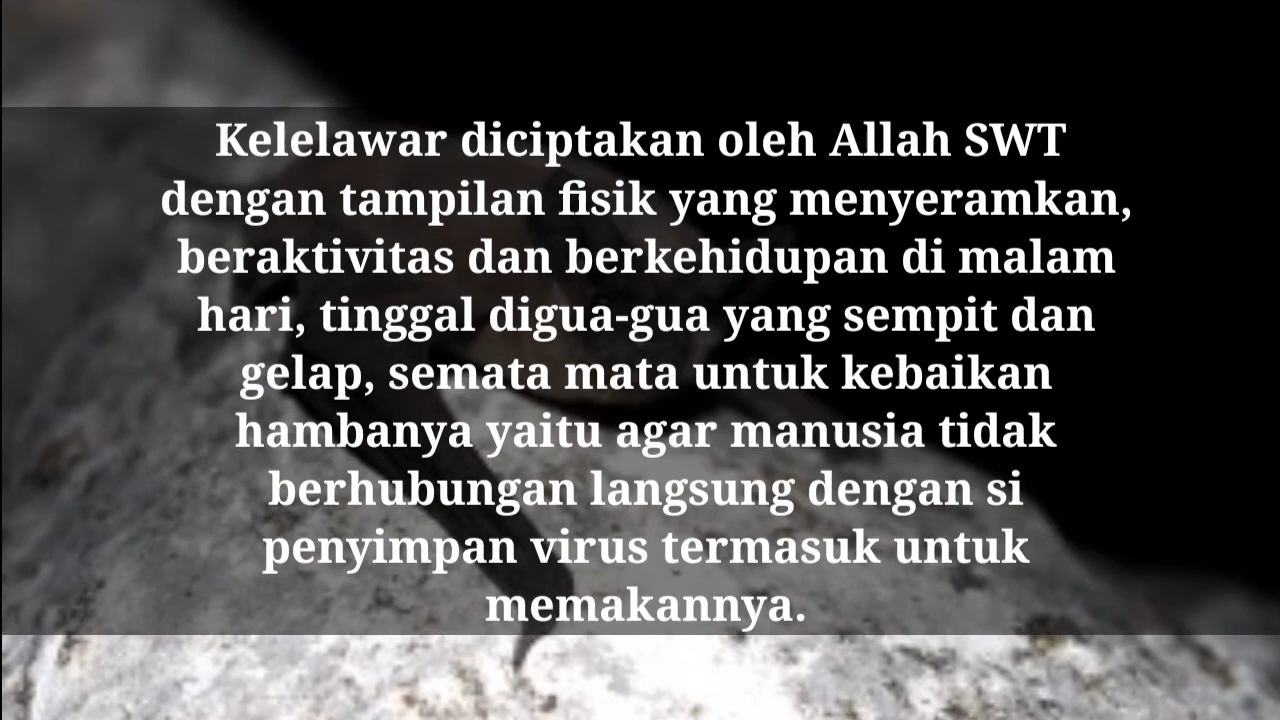 Kelelawar diciptakan oleh Allah SWT
dengan tampilan fisik yang menyeramkan,
beraktivitas dan berkehidupan di malam
hari, tinggal digua-gua yang sempit dan
gelap, semata mata untuk kebaikan
hambanya yaitu agar manusia tidak
berhubungan langsung dengan si
penyimpan virus termasuk untuk
memakannya.